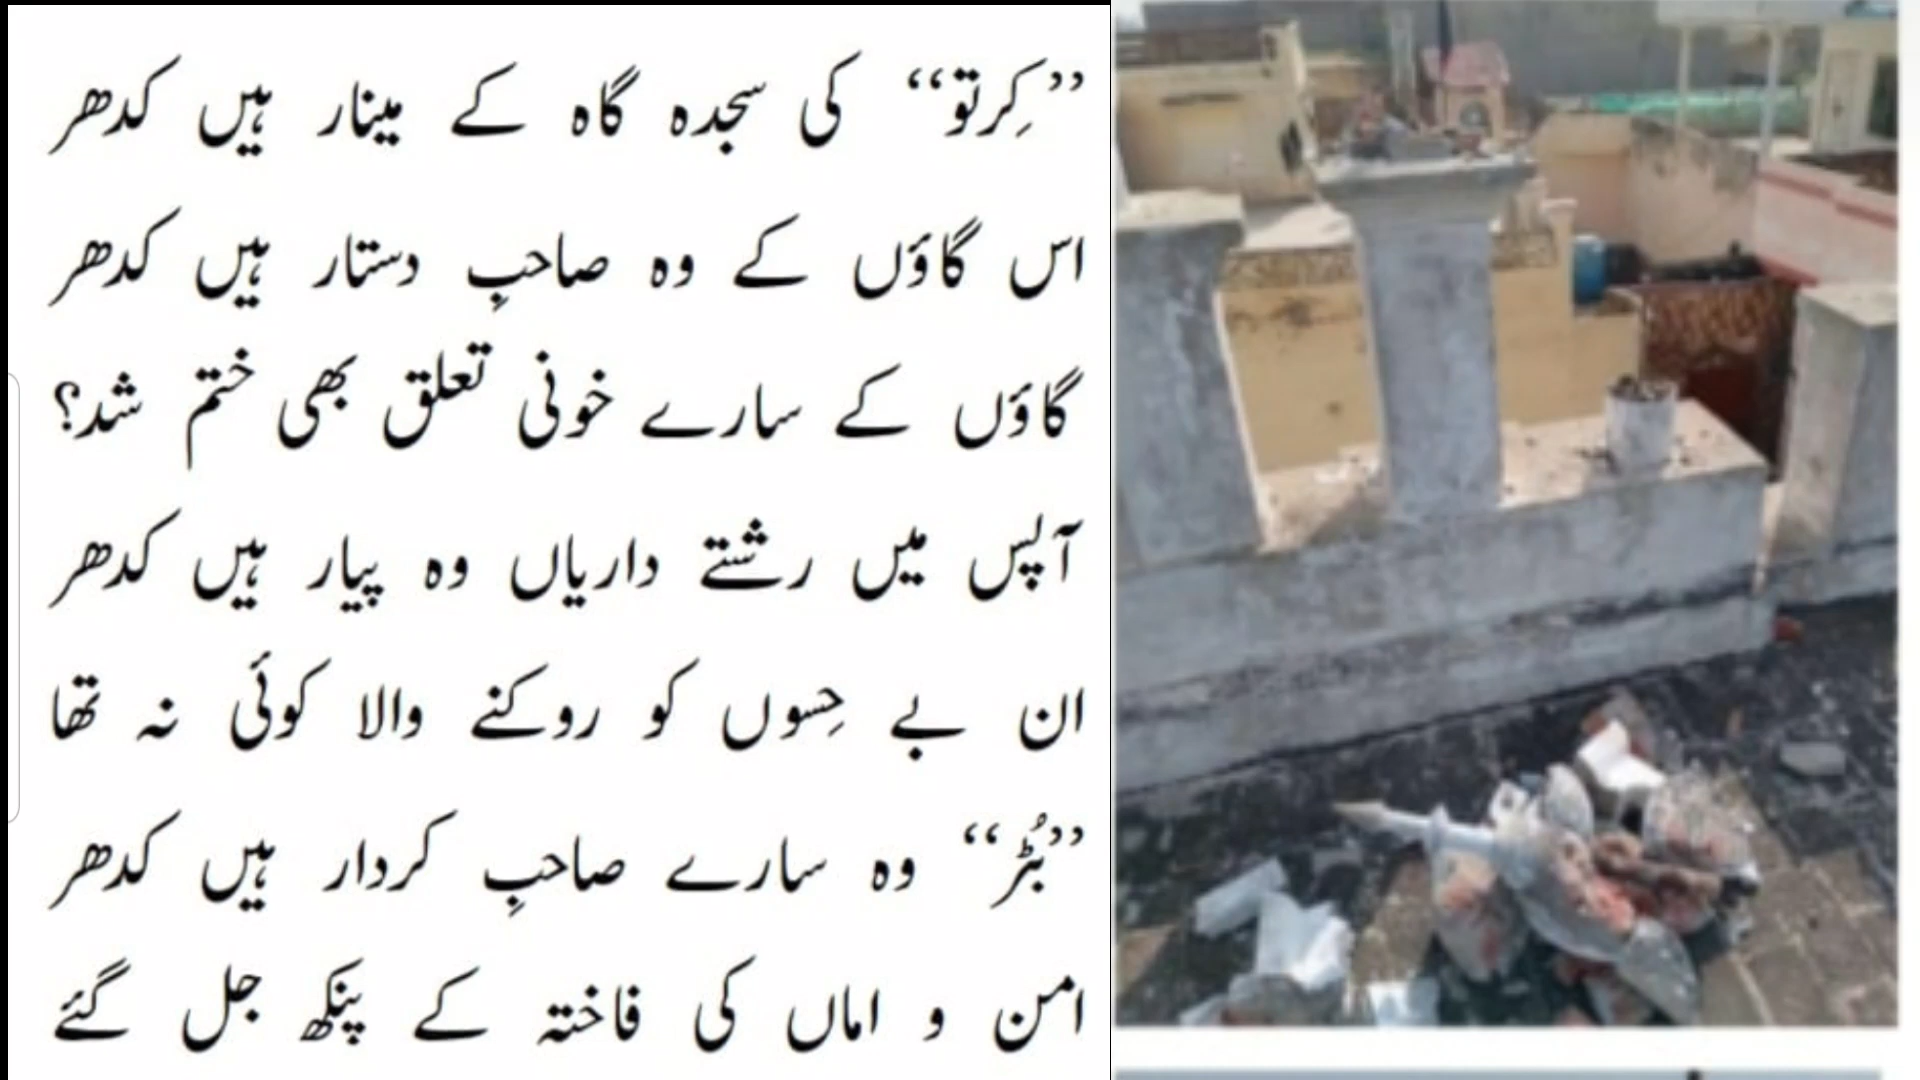 ”کِرتو“ کی سجدہ گاہ کے مینار ہیں کدھر
اس گاؤں کے وہ صاحبِ دستار ہیں کدھر
گاؤں کے سارے خونی تعلق بھی ختم شد؟
آپس میں رشتے داریاں وہ پیار ہیں کدھر
ان بے حِسوں کو روکنے والا کوئی نہ تھا
”بُٹر“ وہ سارے صاحبِ کردار ہیں کدھر
امن و اماں کی فاختہ کے پنکھ جل گئے